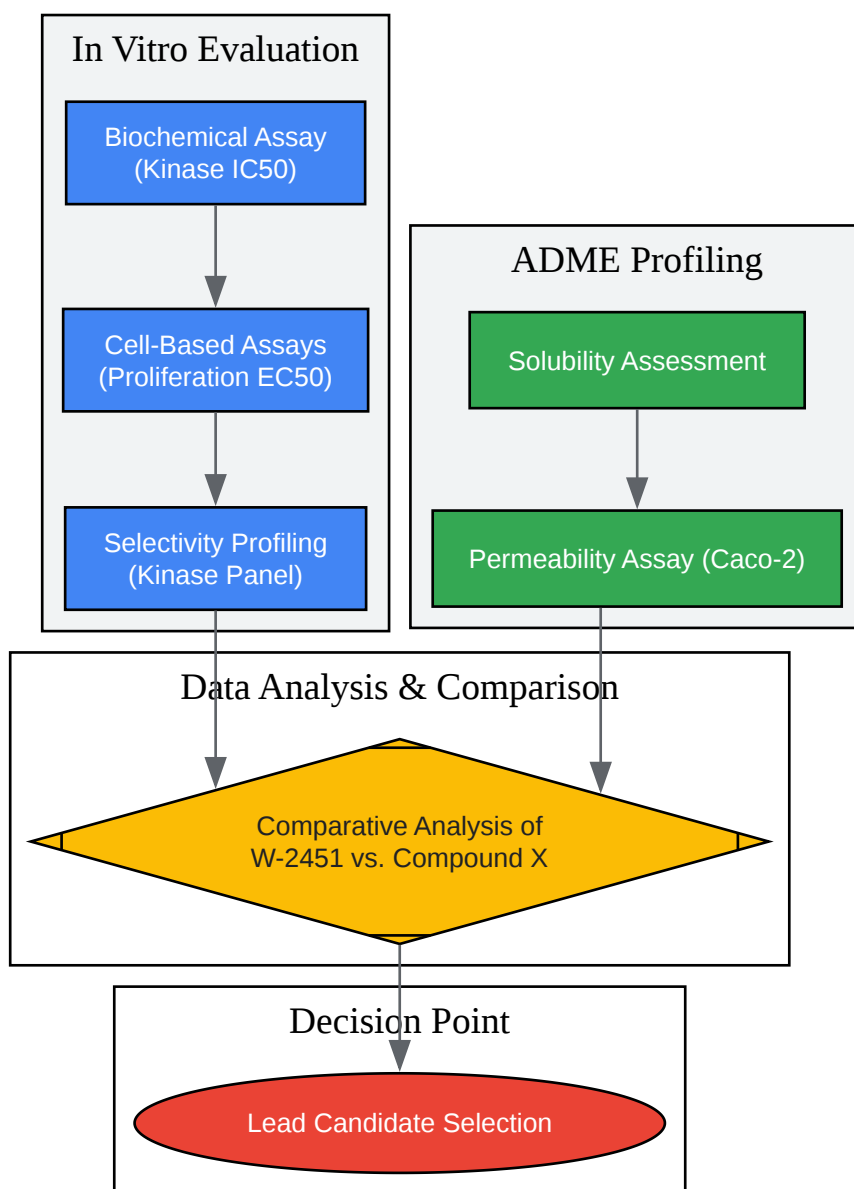 In Vitro Evaluation
Biochemical Assay
(Kinase IC50)
Cell-Based Assays
(Proliferation EC50)
Selectivity Profiling
(Kinase Panel)
ADME Profiling
Solubility Assessment
Permeability Assay (Caco-2)
Data Analysis & Comparison
Comparative Analysis of
W-2451 vs. Compound X
Decision Point
Lead Candidate Selection